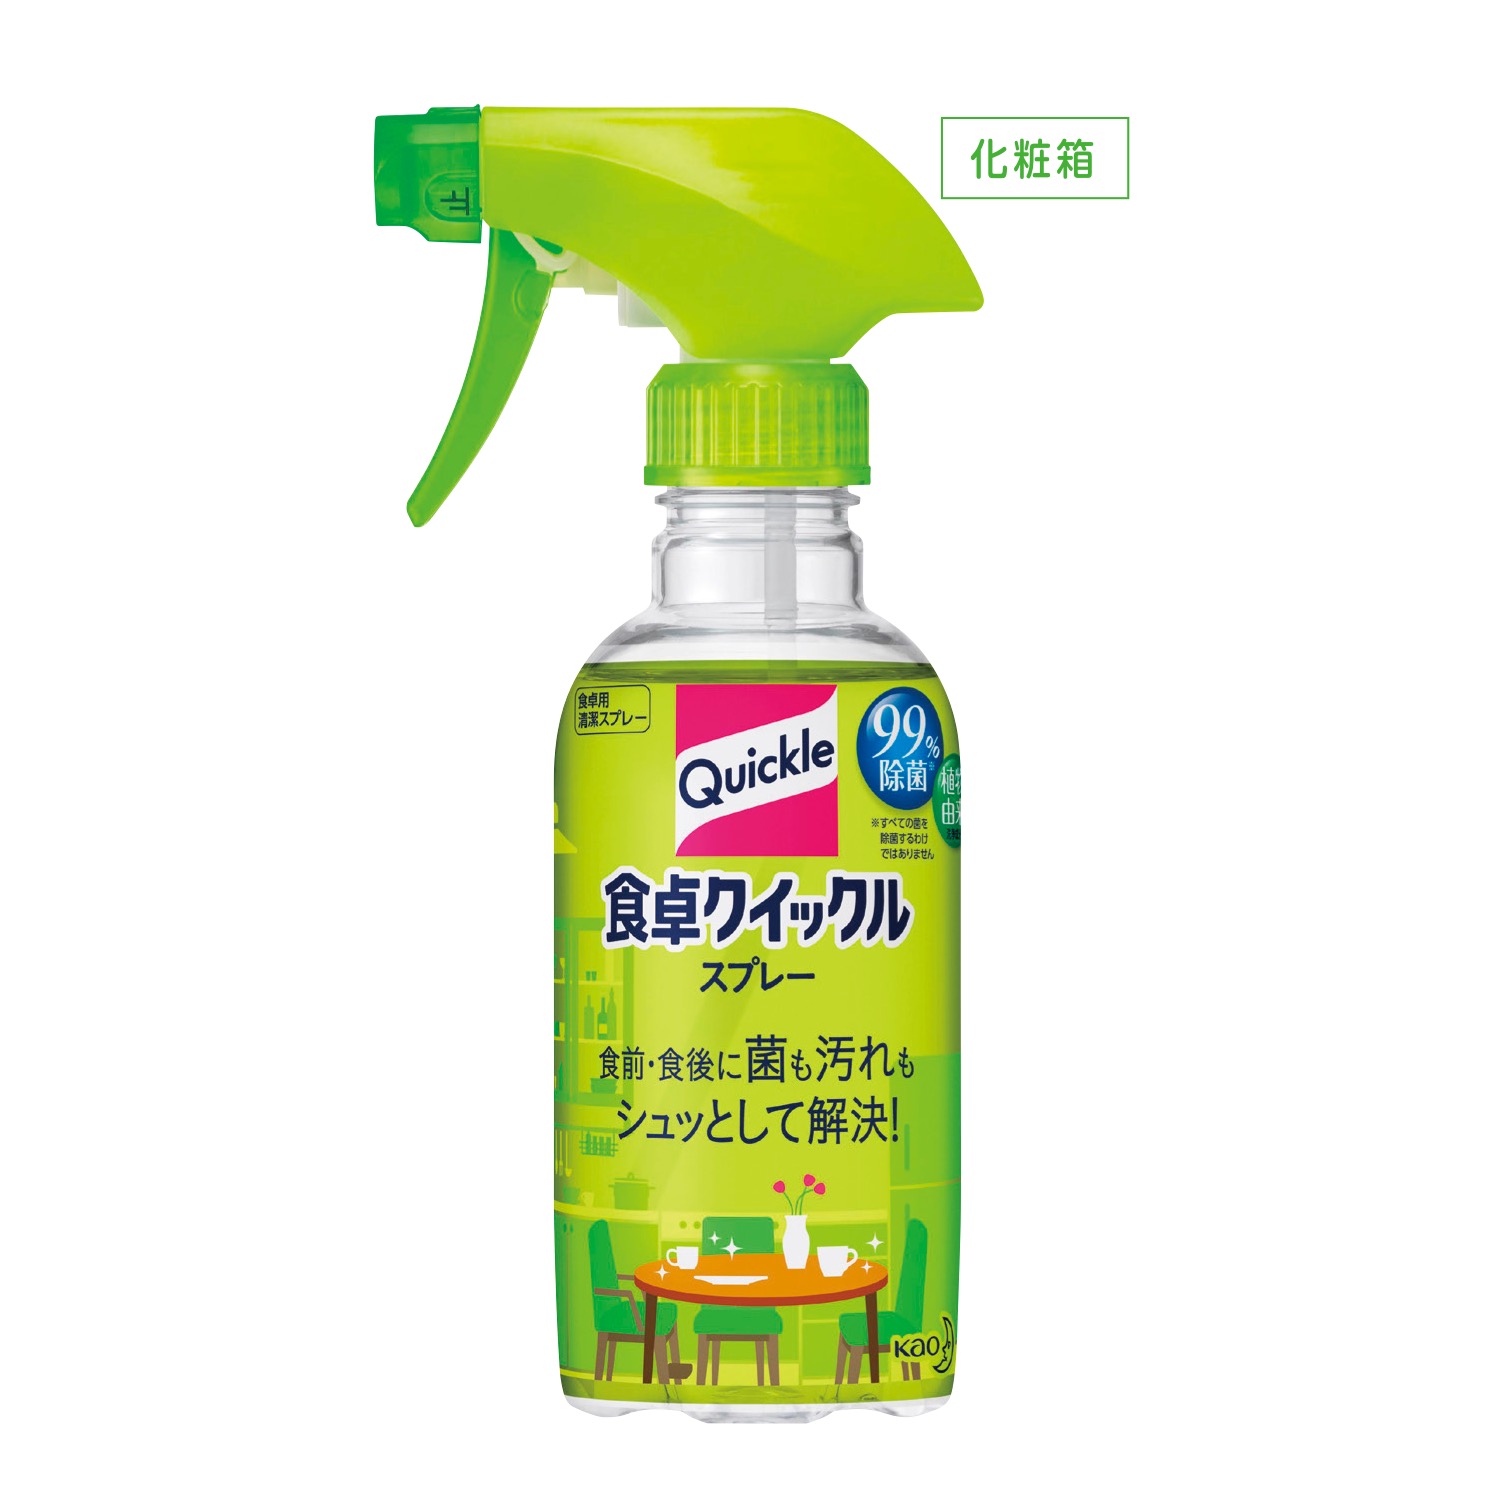 化粧箱
食卓用
清潔スプレー
Quickle
99%
除菌※
植物
由来
※すべての菌を
除菌するわけ
ではありません
食卓クイックル
スプレー
食前・食後に菌も汚れも
シュッとして解決!
Kao